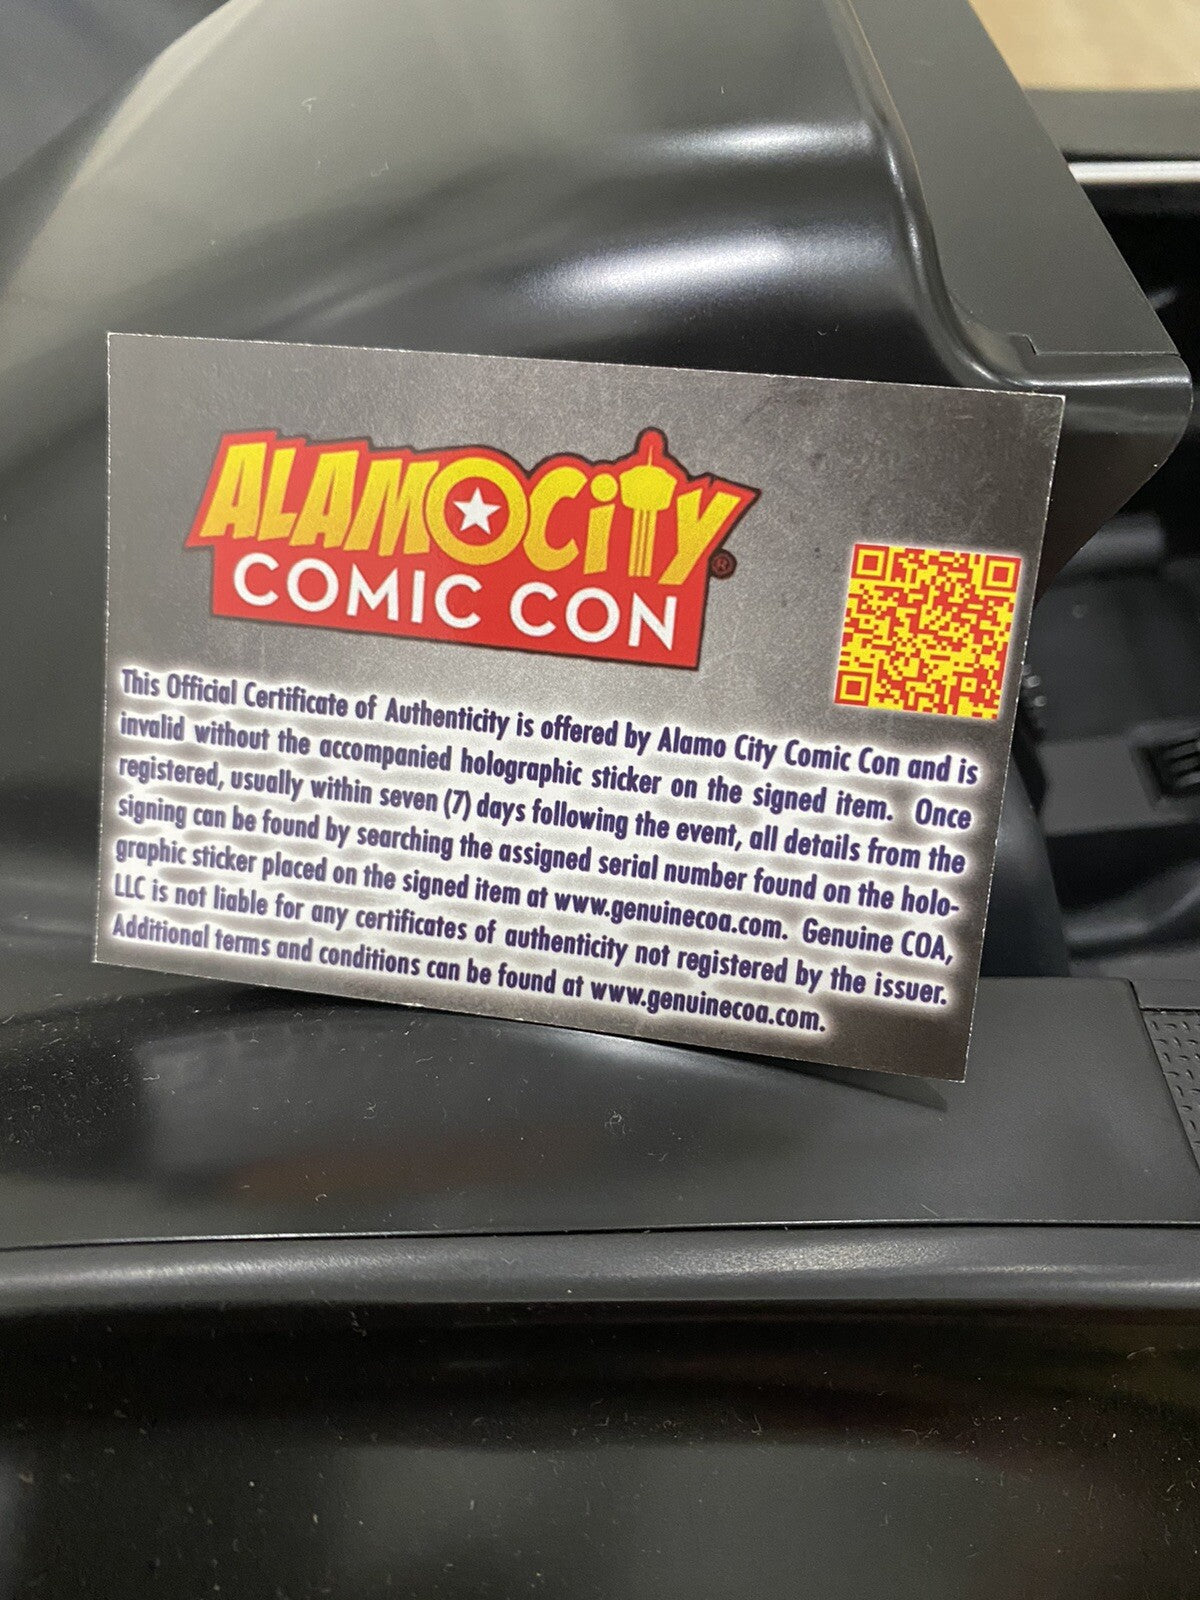 ALAMO CITY®
COMIC CON
This Official Certificate of Authenticity is offered by Alamo City Comic Con and is
invalid without the accompanied holographic sticker on the signed item. Once
registered, usually within seven (7) days following the event, all details from the
signing can be found by searching the assigned serial number found on the holo-
graphic sticker placed on the signed item at www.genuinecoa.com. Genuine COA,
LLC is not liable for any certificates of authenticity not registered by the issuer.
Additional terms and conditions can be found at www.genuinecoa.com.